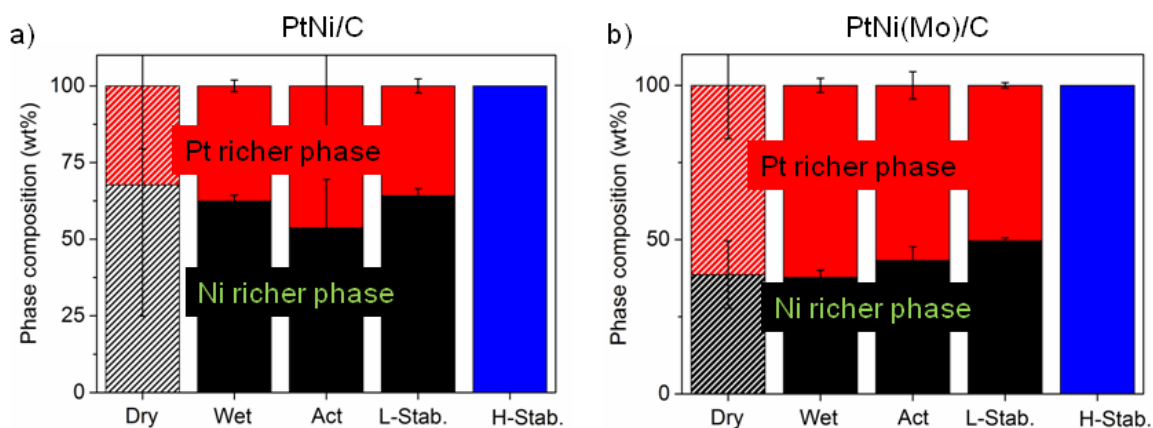 a)
PtNi/C
Phase composition (wt%)
100
75
50
25
0
Pt richer phase
Ni richer phase
Dry
Wet
Act
L-Stab.
H-Stab.
b)
PtNi(Mo)/C
Phase composition (wt%)
100
50
0
Pt richer phase
Ni richer phase
Dry
Wet
Act
L-Stab.
H-Stab.